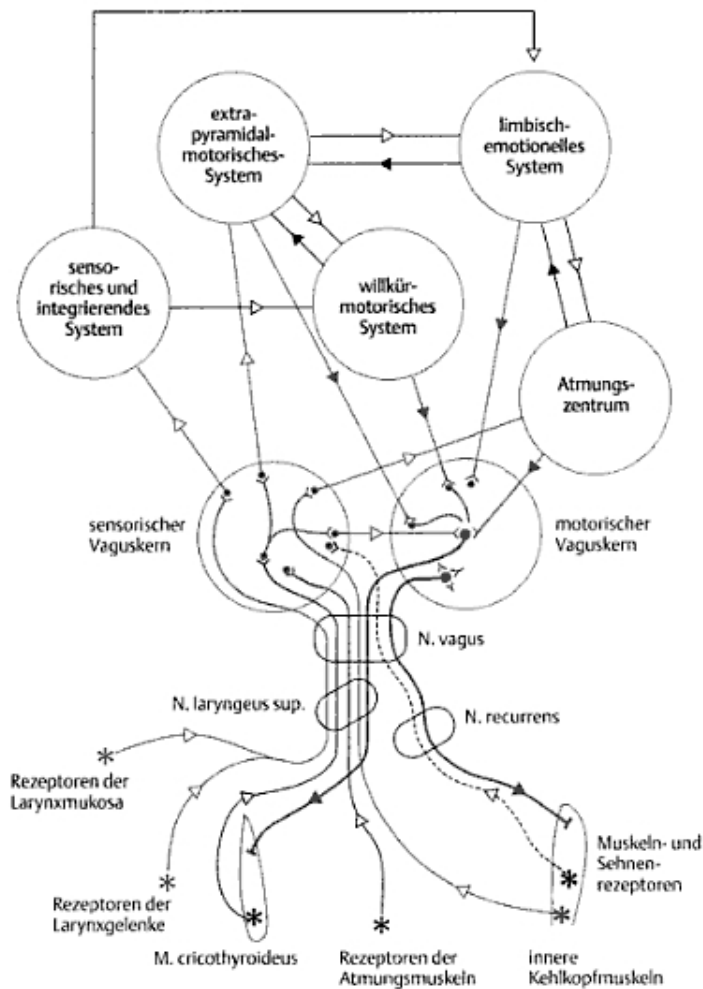 extra-
pyramidal-
motorisches-
System
limbisch-
emotionelles
System
senso-
risches und
integrierendes
System
willkür-
motorisches
System
Atmungs-
zentrum
sensorischer
Vaguskern
motorischer
Vaguskern
N. vagus
N. laryngeus sup.
N. recurrens
Rezeptoren der
Larynxmukosa
Muskeln- und
Sehnen-
rezeptoren
Rezeptoren der
Larynxgelenke
M. cricothyroideus
Rezeptoren der
Atmungsmuskeln
innere
Kehlkopfmuskeln